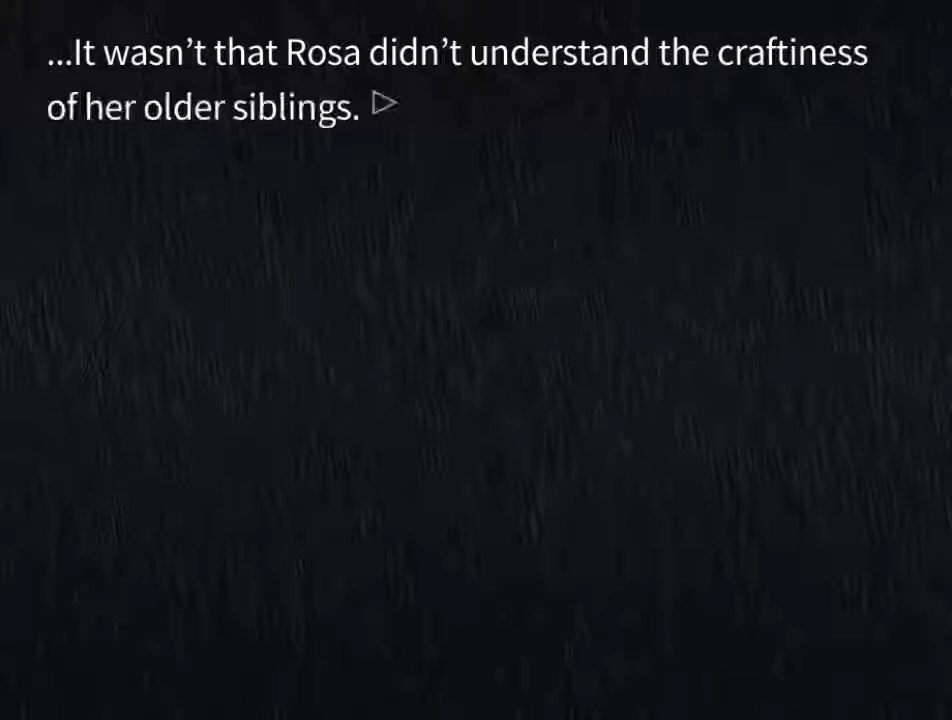 ...It wasn’t that Rosa didn’t understand the craftiness
of her older siblings.